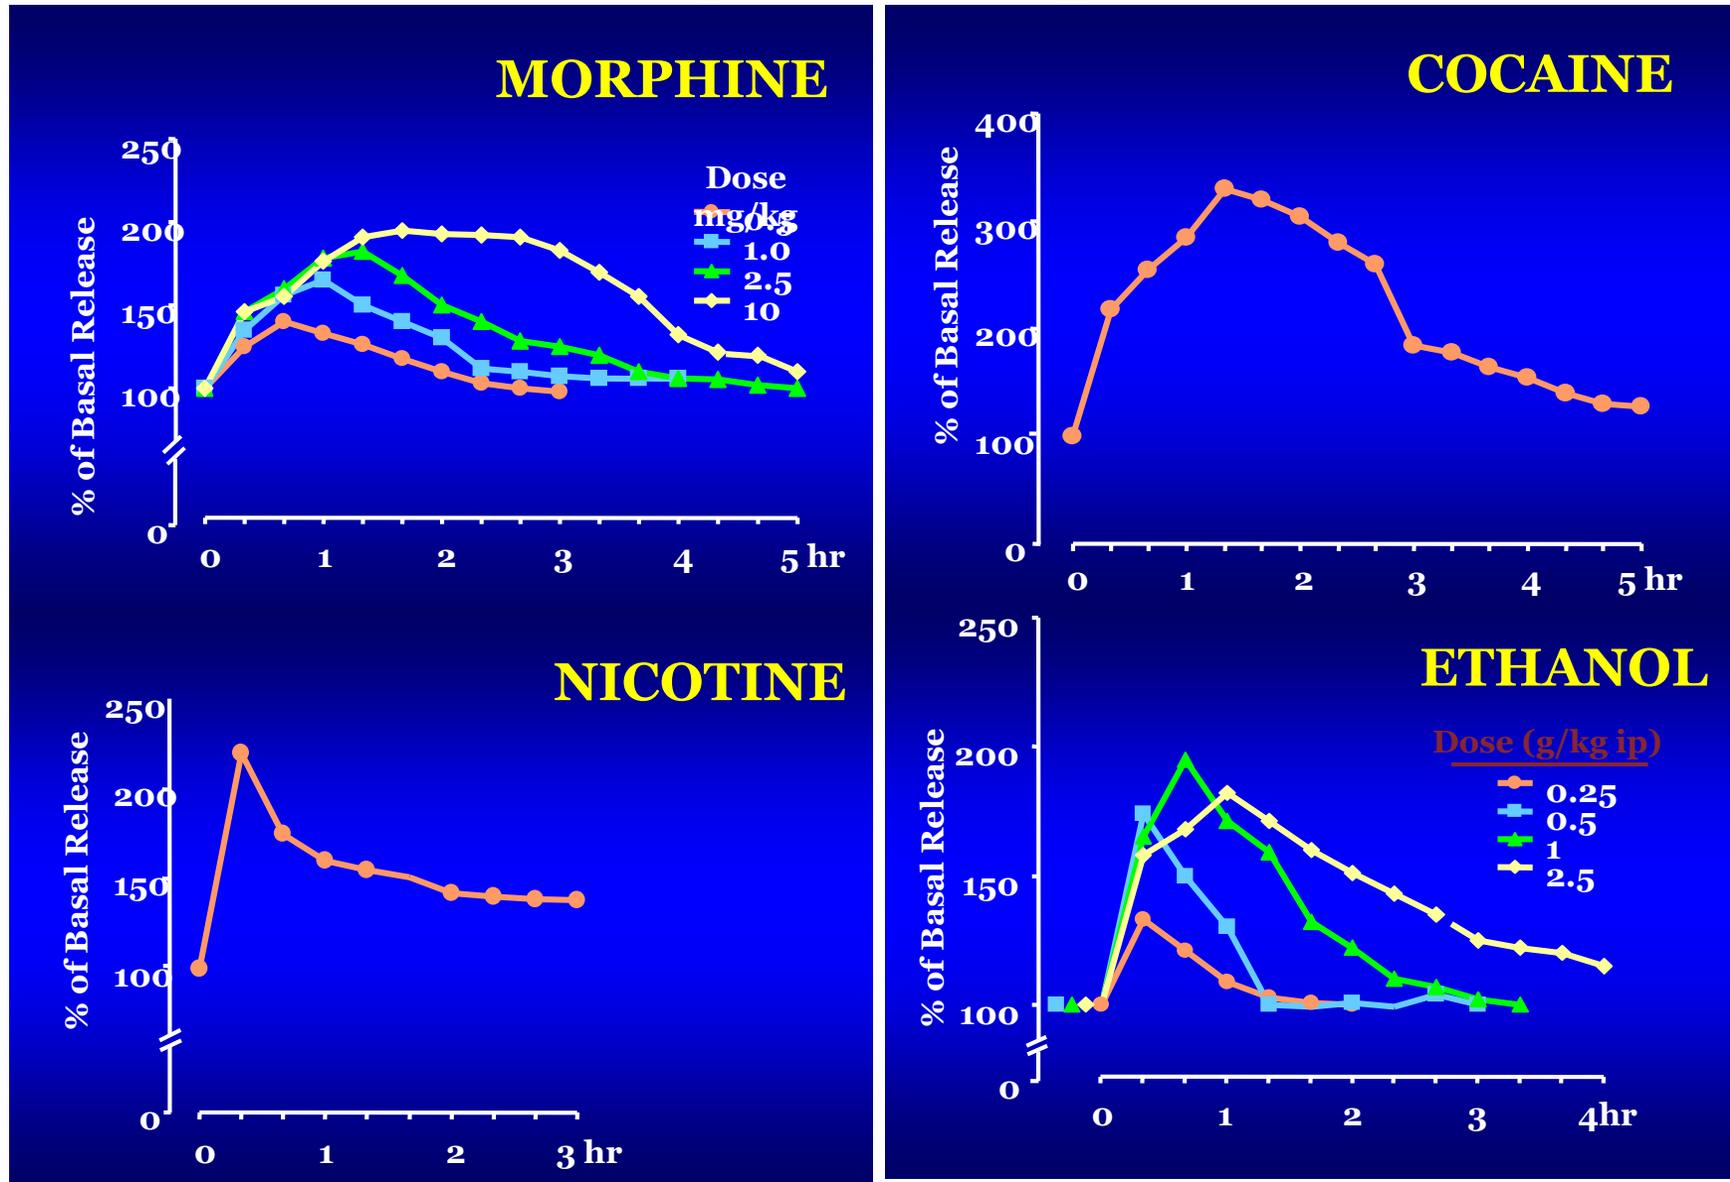 MORPHINE
250
200
150
100
0
% of Basal Release
Dose
mg/kg
0.5
1.0
2.5
10
0 1 2 3 4 5 hr
COCAINE
400
300
200
100
0
% of Basal Release
0 1 2 3 4 5 hr
NICOTINE
250
200
150
100
0
% of Basal Release
0 1 2 3 hr
ETHANOL
250
200
150
100
0
% of Basal Release
Dose (g/kg ip)
0.25
0.5
1
2.5
0 1 2 3 4hr